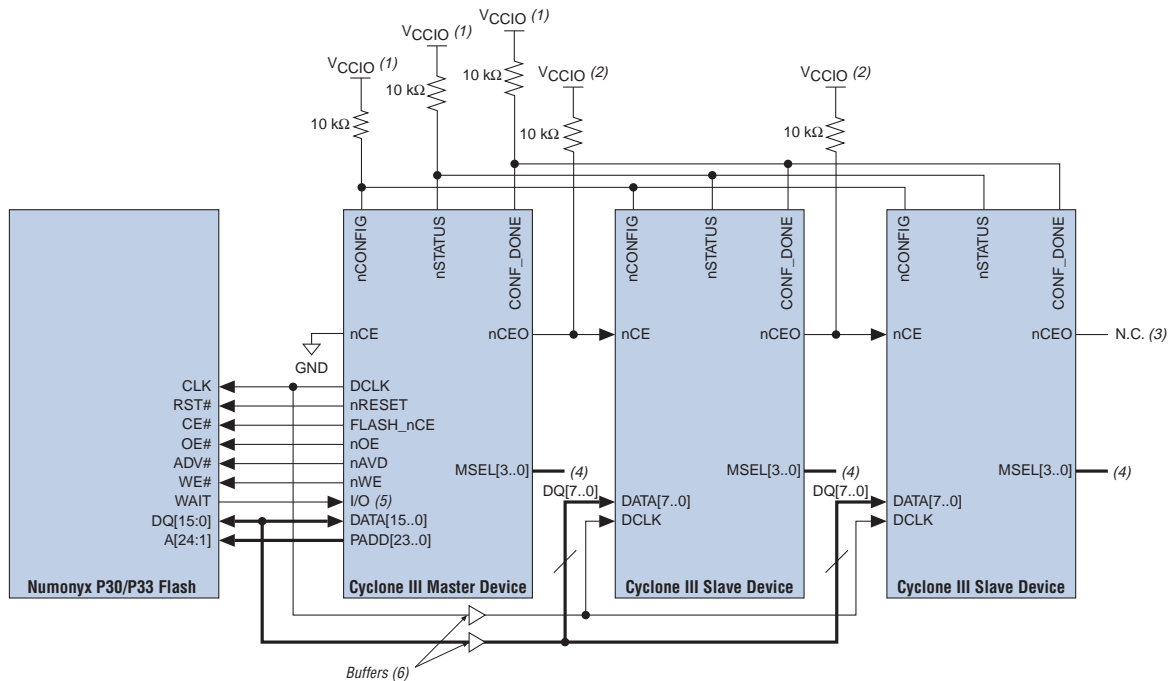 VCCIO (1)
VCCIO (1)
VCCIO (1)
VCCIO (2)
VCCIO (2)
10 kΩ
10 kΩ
10 kΩ
10 kΩ
10 kΩ
nCONFIG
nSTATUS
CONF_DONE
nCONFIG
nSTATUS
CONF_DONE
nCONFIG
nSTATUS
CONF_DONE
nCE
nCEO
nCE
nCEO
nCE
nCEO
N.C. (3)
GND
CLK
RST#
CE#
OE#
ADV#
WE#
WAIT
DQ[15:0]
A[24:1]
DCLK
nRESET
FLASH_nCE
nOE
nAVD
nWE
I/O (5)
DATA[15..0]
PADD[23..0]
MSEL[3..0]
(4)
DQ[7..0]
DATA[7..0]
DCLK
MSEL[3..0]
(4)
DQ[7..0]
DATA[7..0]
DCLK
MSEL[3..0]
(4)
Numonyx P30/P33 Flash
Cyclone III Master Device
Cyclone III Slave Device
Cyclone III Slave Device
Buffers (6)